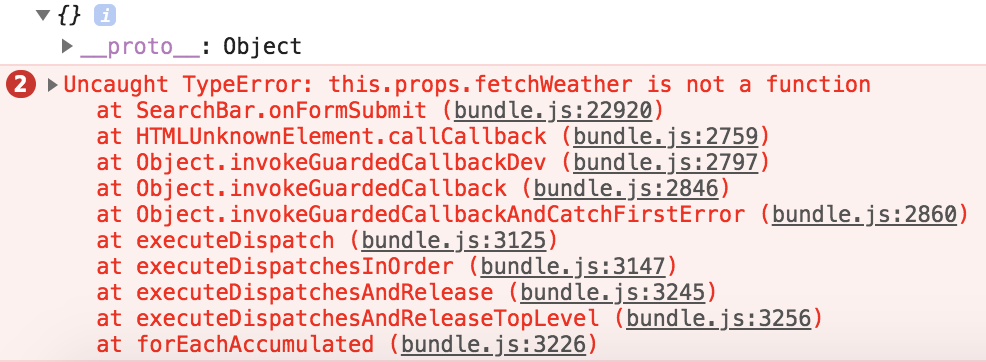 ▼{} i
▶__proto__: Object
2 ▶Uncaught TypeError: this.props.fetchWeather is not a function
at SearchBar.onFormSubmit (bundle.js:22920)
at HTMLUnknownElement.callCallback (bundle.js:2759)
at Object.invokeGuardedCallbackDev (bundle.js:2797)
at Object.invokeGuardedCallback (bundle.js:2846)
at Object.invokeGuardedCallbackAndCatchFirstError (bundle.js:2860)
at executeDispatch (bundle.js:3125)
at executeDispatchesInOrder (bundle.js:3147)
at executeDispatchesAndRelease (bundle.js:3245)
at executeDispatchesAndReleaseTopLevel (bundle.js:3256)
at forEachAccumulated (bundle.js:3226)